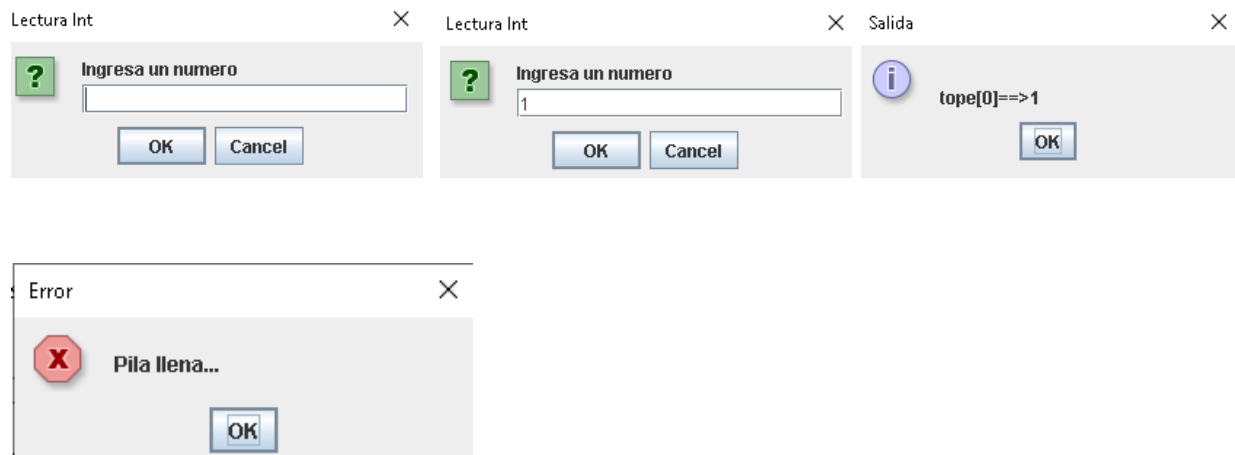 Lectura Int
Ingresa un numero
OK Cancel
Lectura Int
Ingresa un numero
1
OK Cancel
Salida
tope[0]==>1
OK
Error
Pila llena...
OK